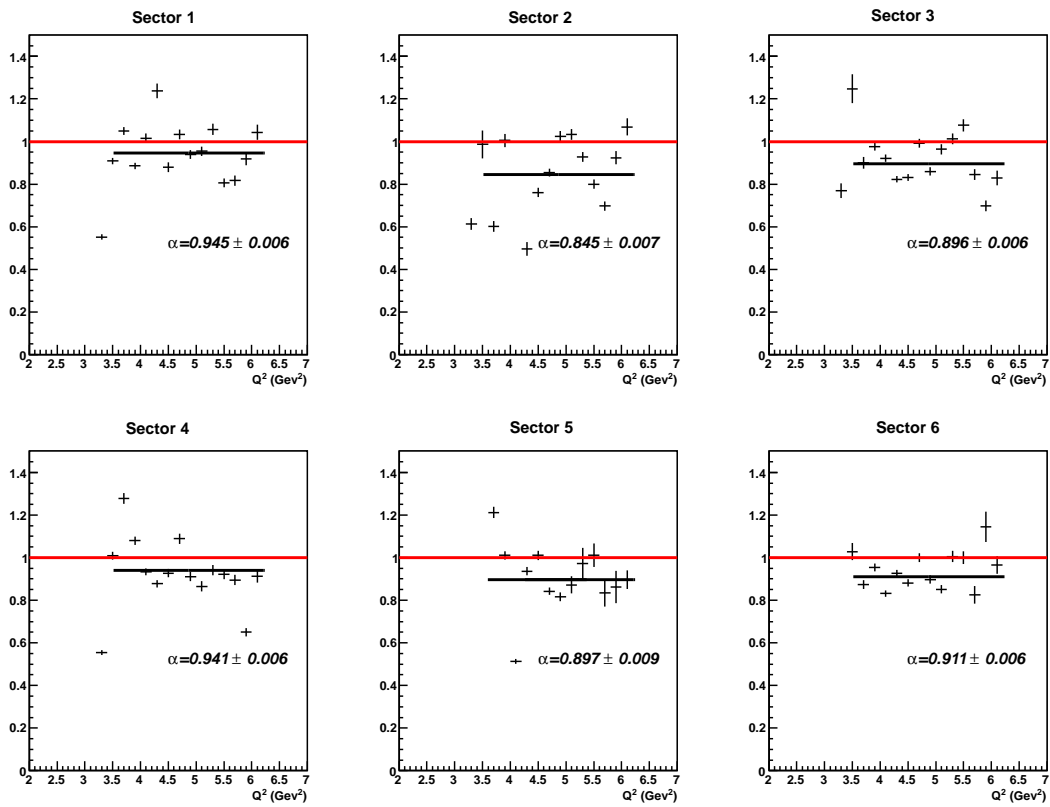 Sector 1
1.4
1.2
1
0.8
0.6
α=0.945 ± 0.006
0.4
0.2
0
2 2.5 3 3.5 4 4.5 5 5.5 6 6.5 7
Q² (Gev²)
Sector 2
1.4
1.2
1
0.8
0.6
α=0.845 ± 0.007
0.4
0.2
0
2 2.5 3 3.5 4 4.5 5 5.5 6 6.5 7
Q² (Gev²)
Sector 3
1.4
1.2
1
0.8
0.6
α=0.896 ± 0.006
0.4
0.2
0
2 2.5 3 3.5 4 4.5 5 5.5 6 6.5 7
Q² (Gev²)
Sector 4
1.4
1.2
1
0.8
0.6
α=0.941 ± 0.006
0.4
0.2
0
2 2.5 3 3.5 4 4.5 5 5.5 6 6.5 7
Q² (Gev²)
Sector 5
1.4
1.2
1
0.8
0.6
α=0.897 ± 0.009
0.4
0.2
0
2 2.5 3 3.5 4 4.5 5 5.5 6 6.5 7
Q² (Gev²)
Sector 6
1.4
1.2
1
0.8
0.6
α=0.911 ± 0.006
0.4
0.2
0
2 2.5 3 3.5 4 4.5 5 5.5 6 6.5 7
Q² (Gev²)